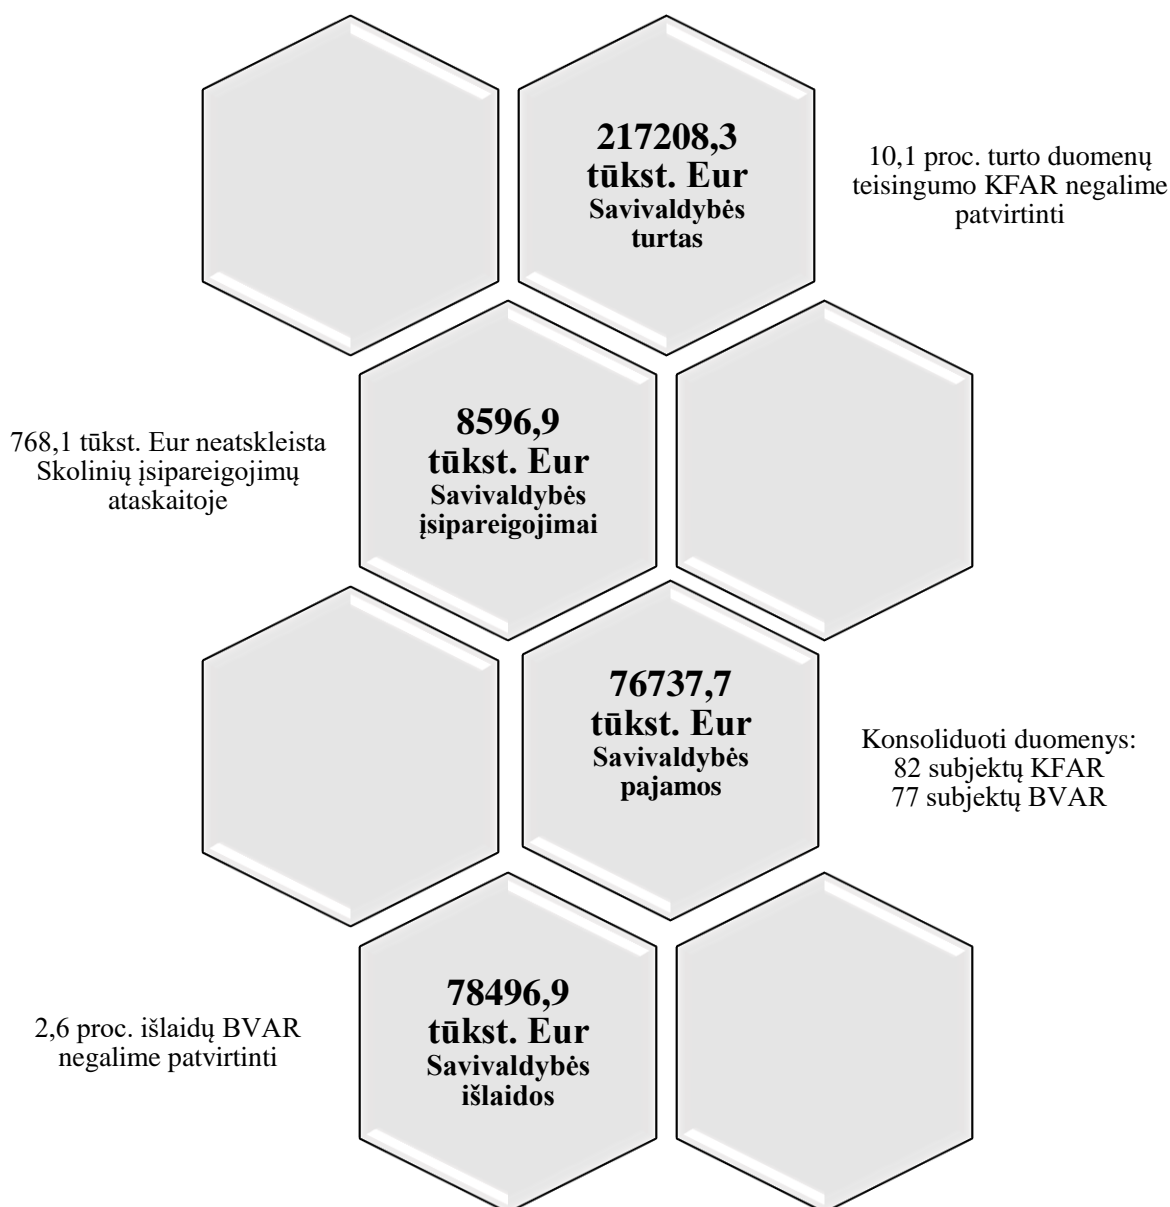 217208,3
tūkst. Eur
Savivaldybės
turtas
10,1 proc. turto duomenų
teisingumo KFAR negalime
patvirtinti
768,1 tūkst. Eur neatskleista
Skolinių įsipareigojimų
ataskaitoje
8596,9
tūkst. Eur
Savivaldybės
įsipareigojimai
76737,7
tūkst. Eur
Savivaldybės
pajamos
Konsoliduoti duomenys:
82 subjektų KFAR
77 subjektų BVAR
2,6 proc. išlaidų BVAR
negalime patvirtinti
78496,9
tūkst. Eur
Savivaldybės
išlaidos